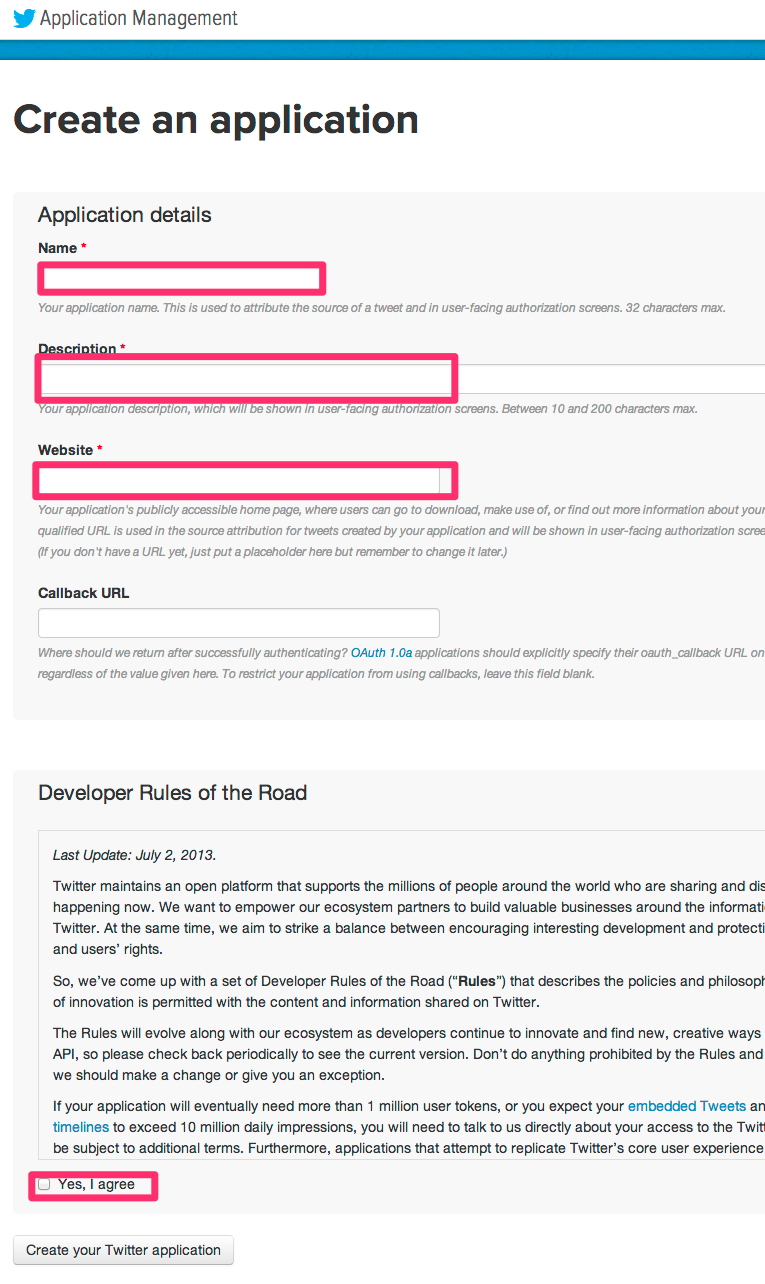 Application Management
Create an application
Application details
Name *
Your application name. This is used to attribute the source of a tweet and in user-facing authorization screens. 32 characters max.
Description *
Your application description, which will be shown in user-facing authorization screens. Between 10 and 200 characters max.
Website *
Your application's publicly accessible home page, where users can go to download, make use of, or find out more information about your
qualified URL is used in the source attribution for tweets created by your application and will be shown in user-facing authorization scree
(If you don't have a URL yet, just put a placeholder here but remember to change it later.)
Callback URL
Where should we return after successfully authenticating? OAuth 1.0a applications should explicitly specify their oauth_callback URL on
regardless of the value given here. To restrict your application from using callbacks, leave this field blank.
Developer Rules of the Road
Last Update: July 2, 2013.
Twitter maintains an open platform that supports the millions of people around the world who are sharing and dis
happening now. We want to empower our ecosystem partners to build valuable businesses around the informati
Twitter. At the same time, we aim to strike a balance between encouraging interesting development and protecti
and users’ rights.
So, we’ve come up with a set of Developer Rules of the Road (“Rules”) that describes the policies and philosoph
of innovation is permitted with the content and information shared on Twitter.
The Rules will evolve along with our ecosystem as developers continue to innovate and find new, creative ways
API, so please check back periodically to see the current version. Don’t do anything prohibited by the Rules and
we should make a change or give you an exception.
If your application will eventually need more than 1 million user tokens, or you expect your embedded Tweets an
timelines to exceed 10 million daily impressions, you will need to talk to us directly about your access to the Twitt
be subject to additional terms. Furthermore, applications that attempt to replicate Twitter’s core user experience
Yes, I agree
Create your Twitter application